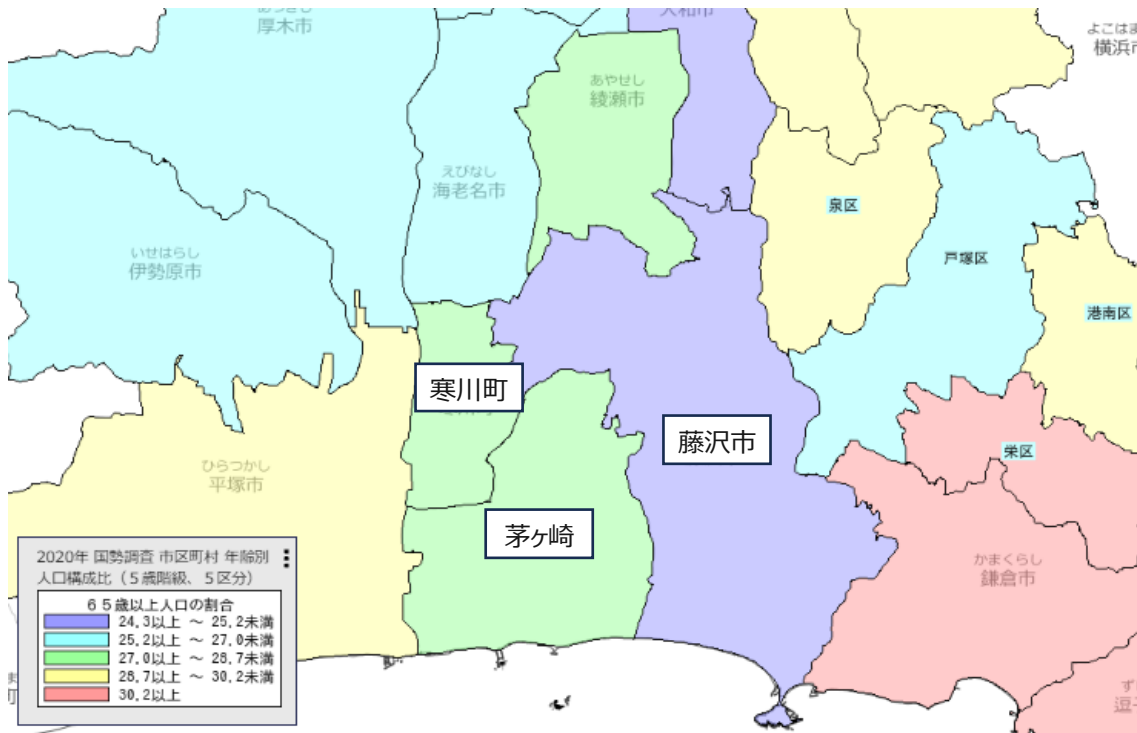 あつぎし
厚木市
大和市
よこはま
横浜市
あやせし
綾瀬市
えびなし
海老名市
泉区
いせはらし
伊勢原市
戸塚区
港南区
寒川町
藤沢市
ひらつかし
平塚市
茅ヶ崎
栄区
かまくらし
鎌倉市
2020年 国勢調査 市区町村 年齢別
人口構成比（５歳階級、５区分）
６５歳以上人口の割合
24.3以上 ～ 25.2未満
25.2以上 ～ 27.0未満
27.0以上 ～ 28.7未満
28.7以上 ～ 30.2未満
30.2以上
ず
逗子
町